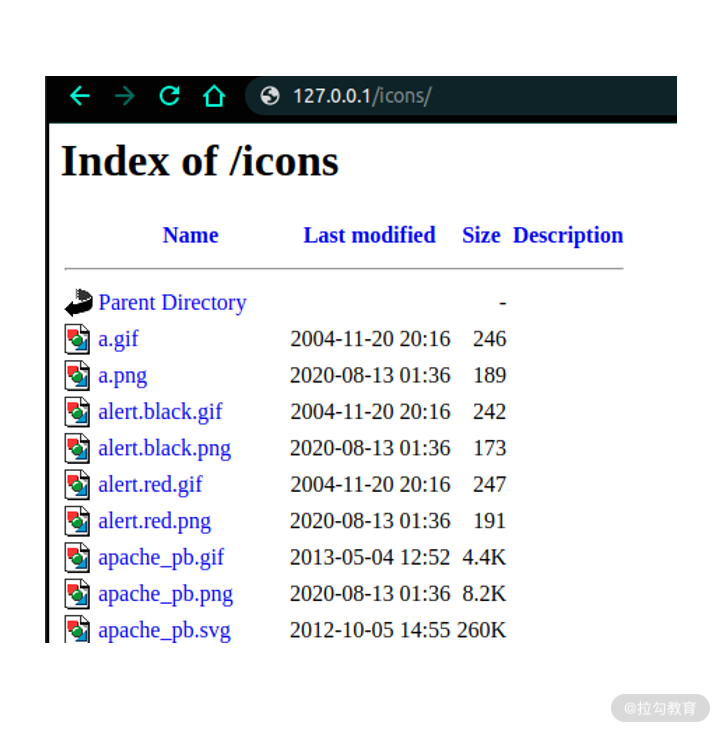 127.0.0.1/icons/
Index of /icons
Name Last modified Size Description
Parent Directory -
a.gif 2004-11-20 20:16 246
a.png 2020-08-13 01:36 189
alert.black.gif 2004-11-20 20:16 242
alert.black.png 2020-08-13 01:36 173
alert.red.gif 2004-11-20 20:16 247
alert.red.png 2020-08-13 01:36 191
apache_pb.gif 2013-05-04 12:52 4.4K
apache_pb.png 2020-08-13 01:36 8.2K
apache_pb.svg 2012-10-05 14:55 260K
@拉勾教育